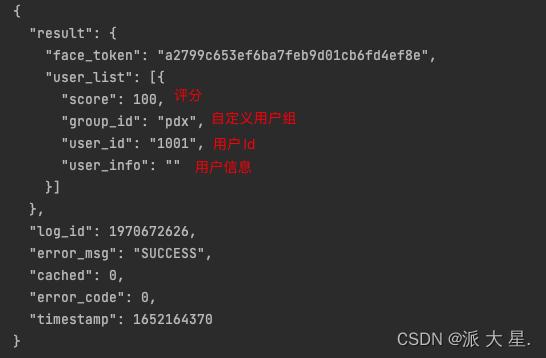 {
"result": {
"face_token": "a2799c653ef6ba7feb9d01cb6fd4ef8e",
"user_list": [{
"score": 100, 评分
"group_id": "pdx", 自定义用户组
"user_id": "1001", 用户Id
"user_info": "" 用户信息
}]
},
"log_id": 1970672626,
"error_msg": "SUCCESS",
"cached": 0,
"error_code": 0,
"timestamp": 1652164370
}
CSDN @派 大 星.